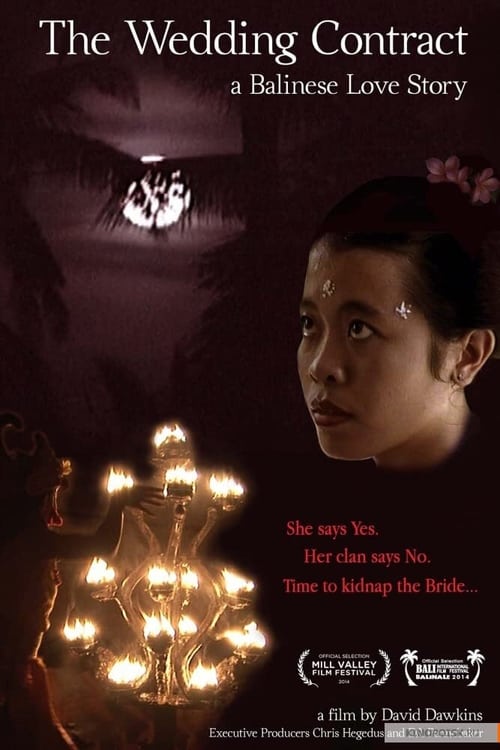 The Wedding Contract
a Balinese Love Story
She says Yes.
Her clan says No.
Time to kidnap the Bride...
OFFICIAL SELECTION
MILL VALLEY
FILM FESTIVAL
2014
Official Selection
BALI INTERNATIONAL
FILM FESTIVAL
BALINALE 2014
a film by David Dawkins
Executive Producers Chris Hegedus and